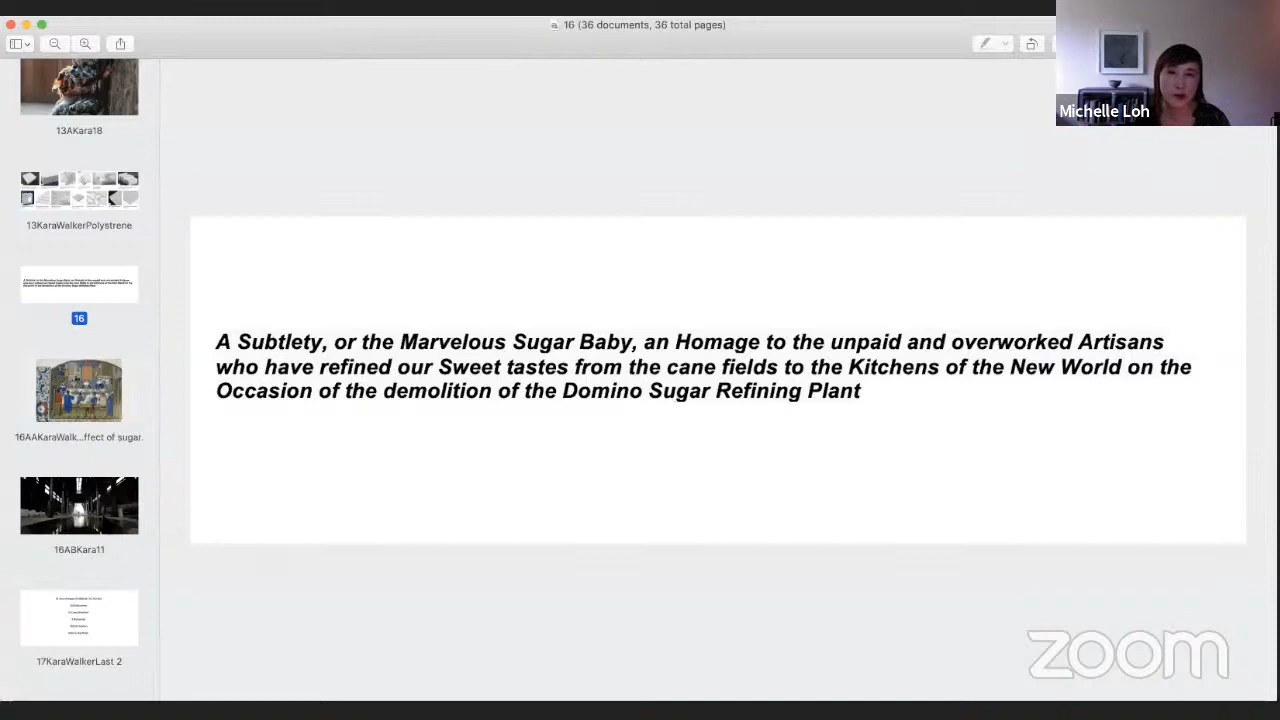 16 (36 documents, 36 total pages)
Michelle Loh
13AKara18
13KaraWalkerPolystrene
16
16AAKaraWalk...ffect of sugar.
16ABKara11
17KaraWalkerLast 2
A Subtlety, or the Marvelous Sugar Baby, an Homage to the unpaid and overworked Artisans
who have refined our Sweet tastes from the cane fields to the Kitchens of the New World on the
Occasion of the demolition of the Domino Sugar Refining Plant
zoom